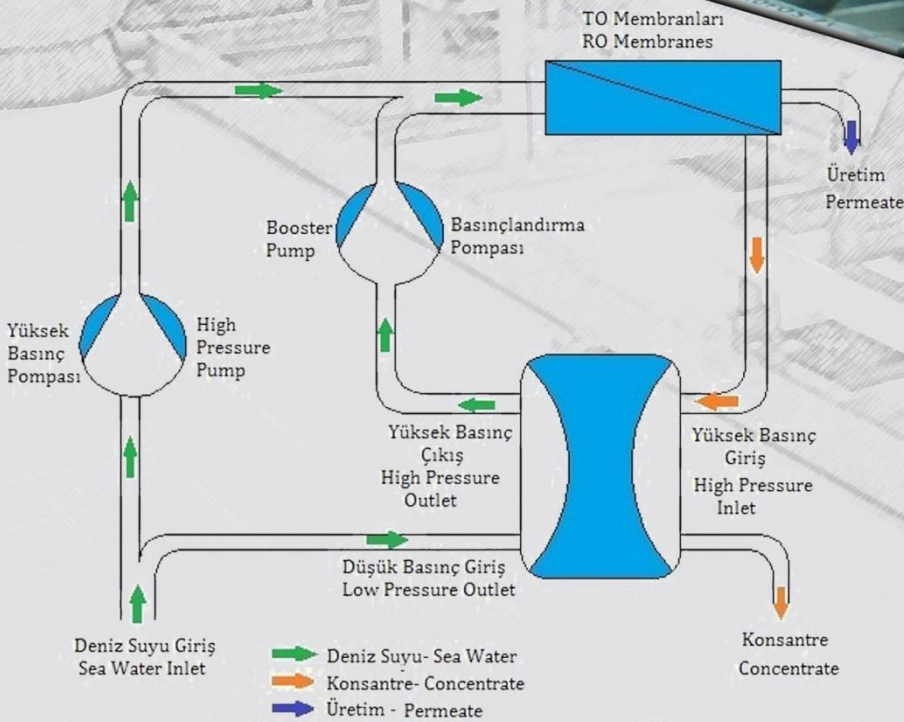 TO Membranları
RO Membranes
Üretim
Permeate
Booster
Pump
Basınçlandırma
Pompası
Yüksek
Basınç
Pompası
High
Pressure
Pump
Yüksek Basınç
Çıkış
High Pressure
Outlet
Yüksek Basınç
Giriş
High Pressure
Inlet
Düşük Basınç Giriş
Low Pressure Outlet
Deniz Suyu Giriş
Sea Water Inlet
Konsantre
Concentrate
Deniz Suyu- Sea Water
Konsantre- Concentrate
Üretim - Permeate